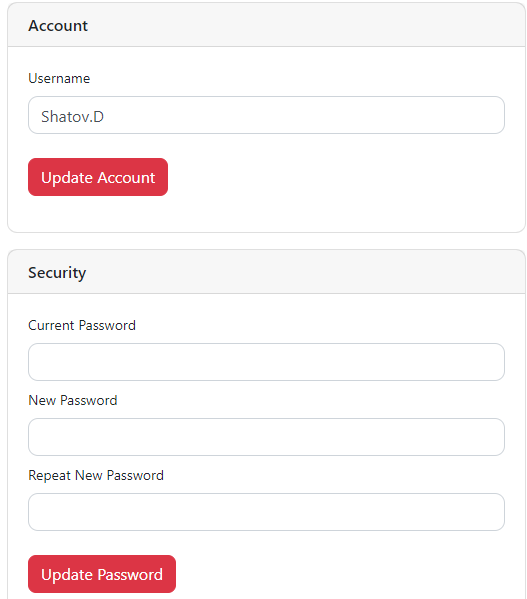 Account
Username
Shatov.D
Update Account
Security
Current Password
New Password
Repeat New Password
Update Password